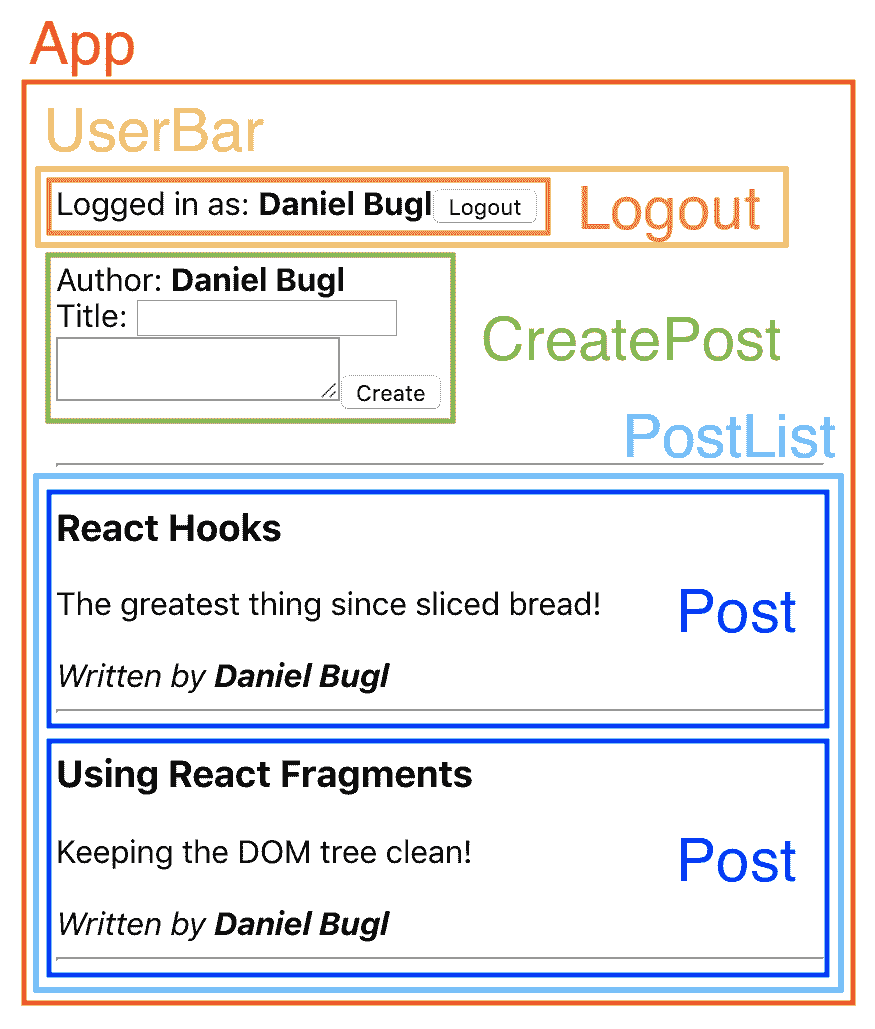 App
UserBar
Logged in as: Daniel Bugl Logout Logout
Author: Daniel Bugl
Title:
CreatePost
Create
PostList
React Hooks
The greatest thing since sliced bread!
Post
Written by Daniel Bugl
Using React Fragments
Keeping the DOM tree clean!
Post
Written by Daniel Bugl